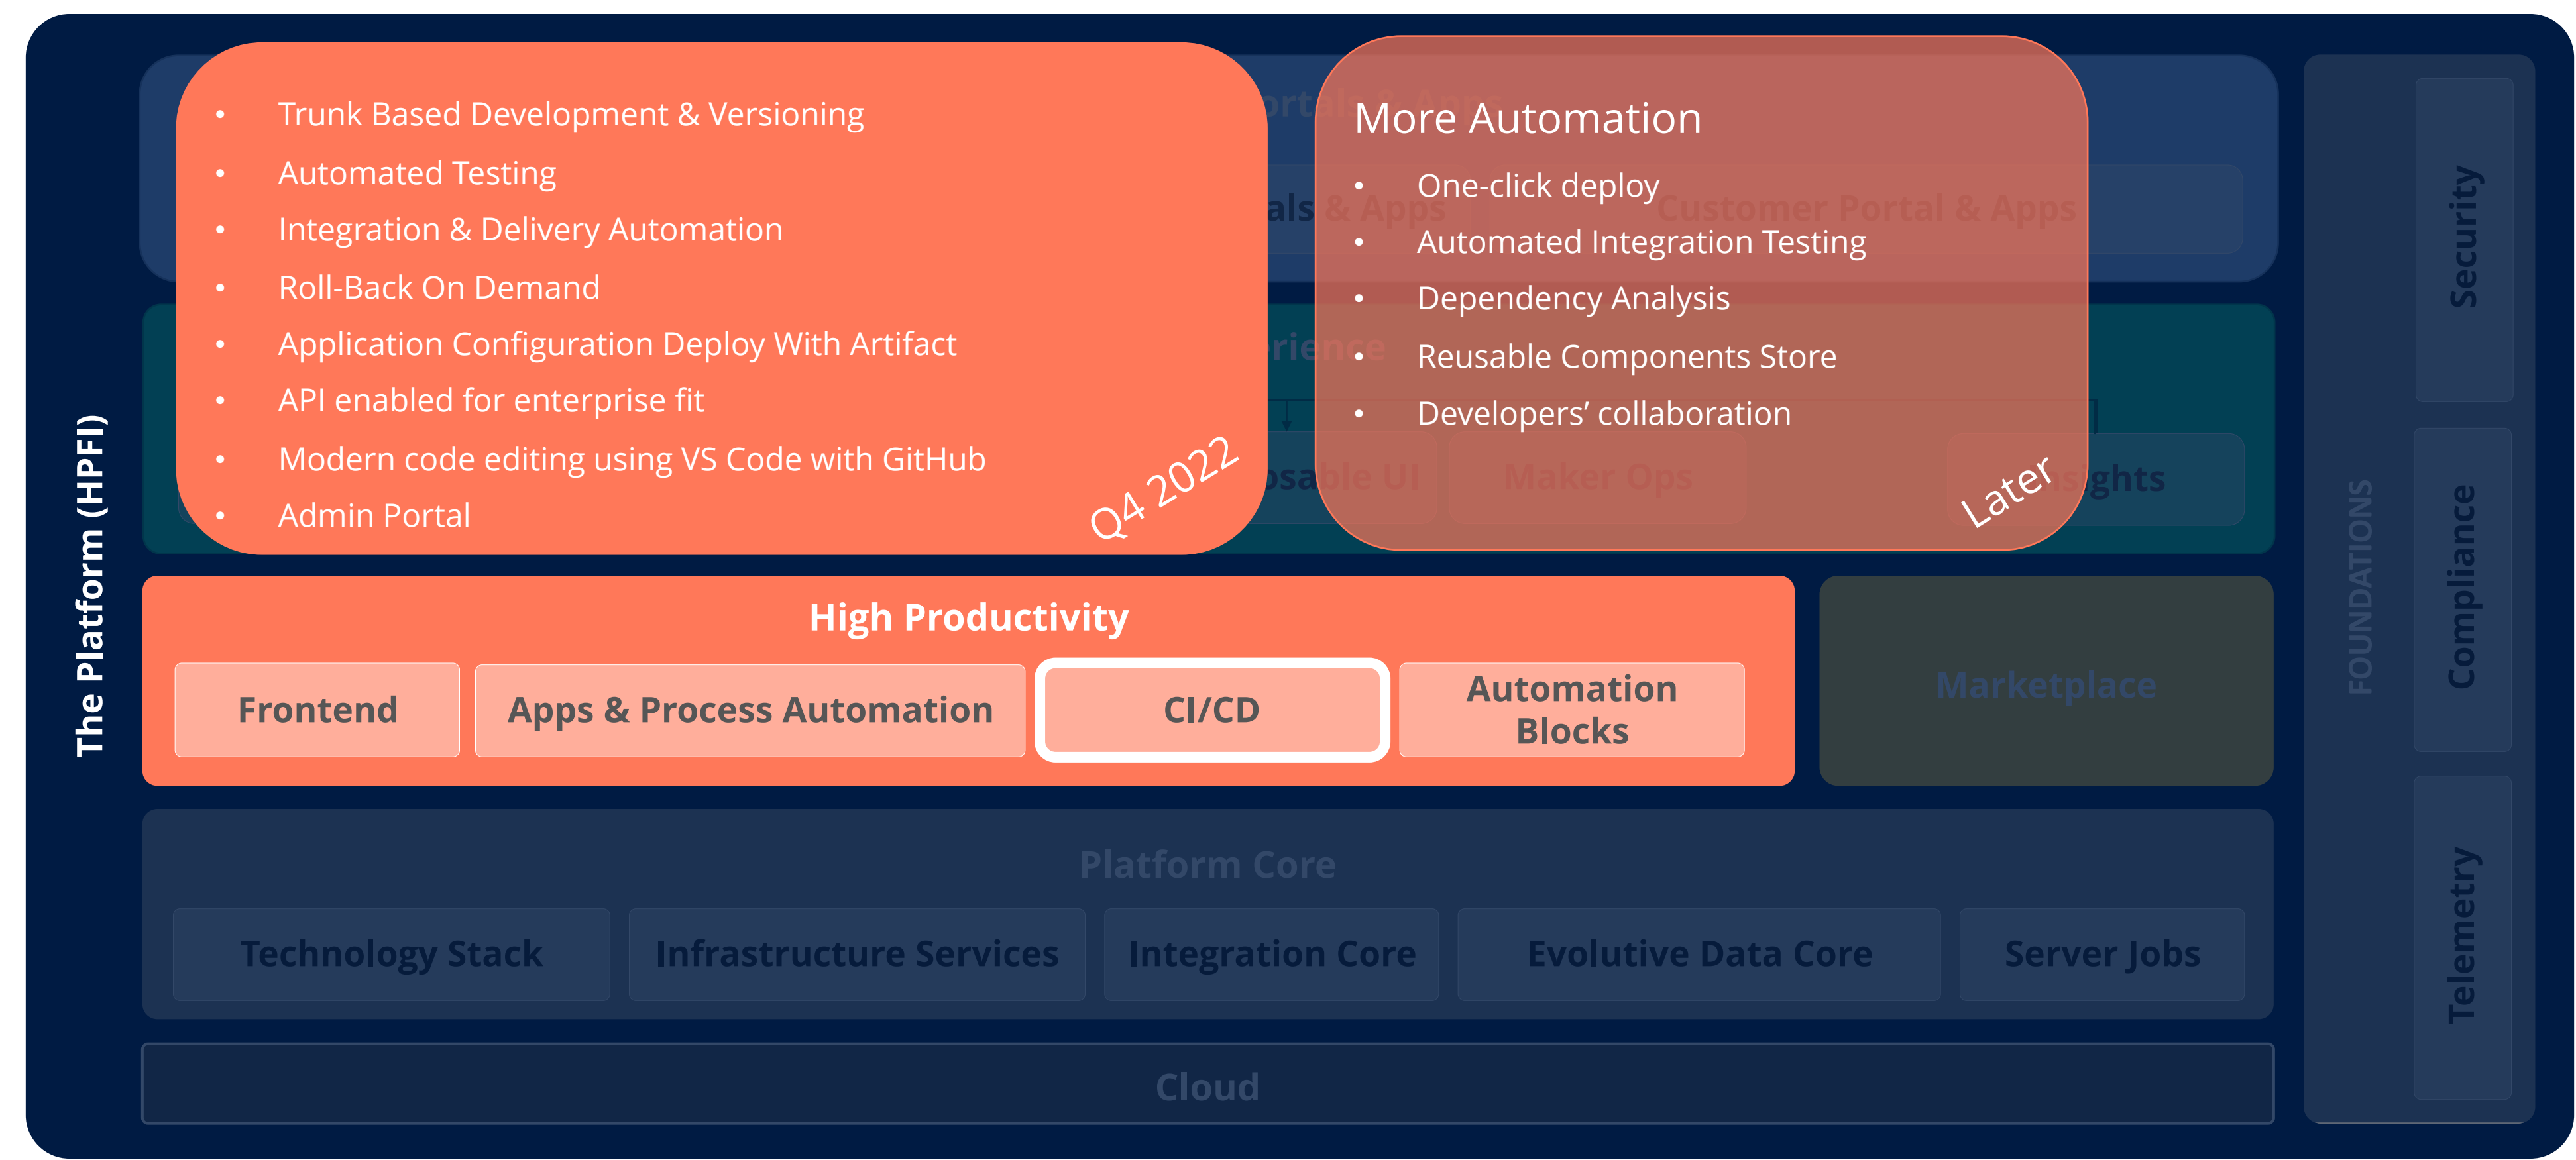 The Platform (HPFI)
• Trunk Based Development & Versioning
• Automated Testing
• Integration & Delivery Automation
• Roll-Back On Demand
• Application Configuration Deploy With Artifact
• API enabled for enterprise fit
• Modern code editing using VS Code with GitHub
• Admin Portal
Q4 2022
More Automation
• One-click deploy
• Automated Integration Testing
• Dependency Analysis
• Reusable Components Store
• Developers’ collaboration
Later
& Apps
Customer Portal & Apps
UI
Maker Ops
High Productivity
Frontend
Apps & Process Automation
CI/CD
Automation
Blocks
Marketplace
Platform Core
Technology Stack
Infrastructure Services
Integration Core
Evolutive Data Core
Server Jobs
Cloud
FOUNDATIONS
Security
Compliance
Telemetry